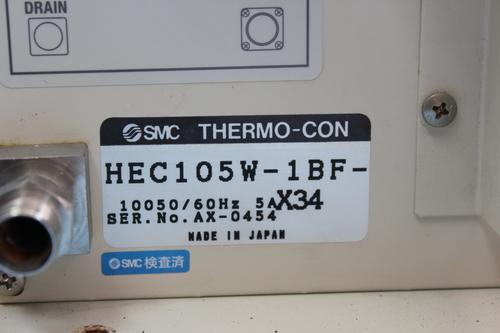 DRAIN
SMC THERMO-CON
HEC105W-1BF-
X34
10050/60Hz 5A
SER.No.AX-0454
MADE IN JAPAN
SMC 検査済